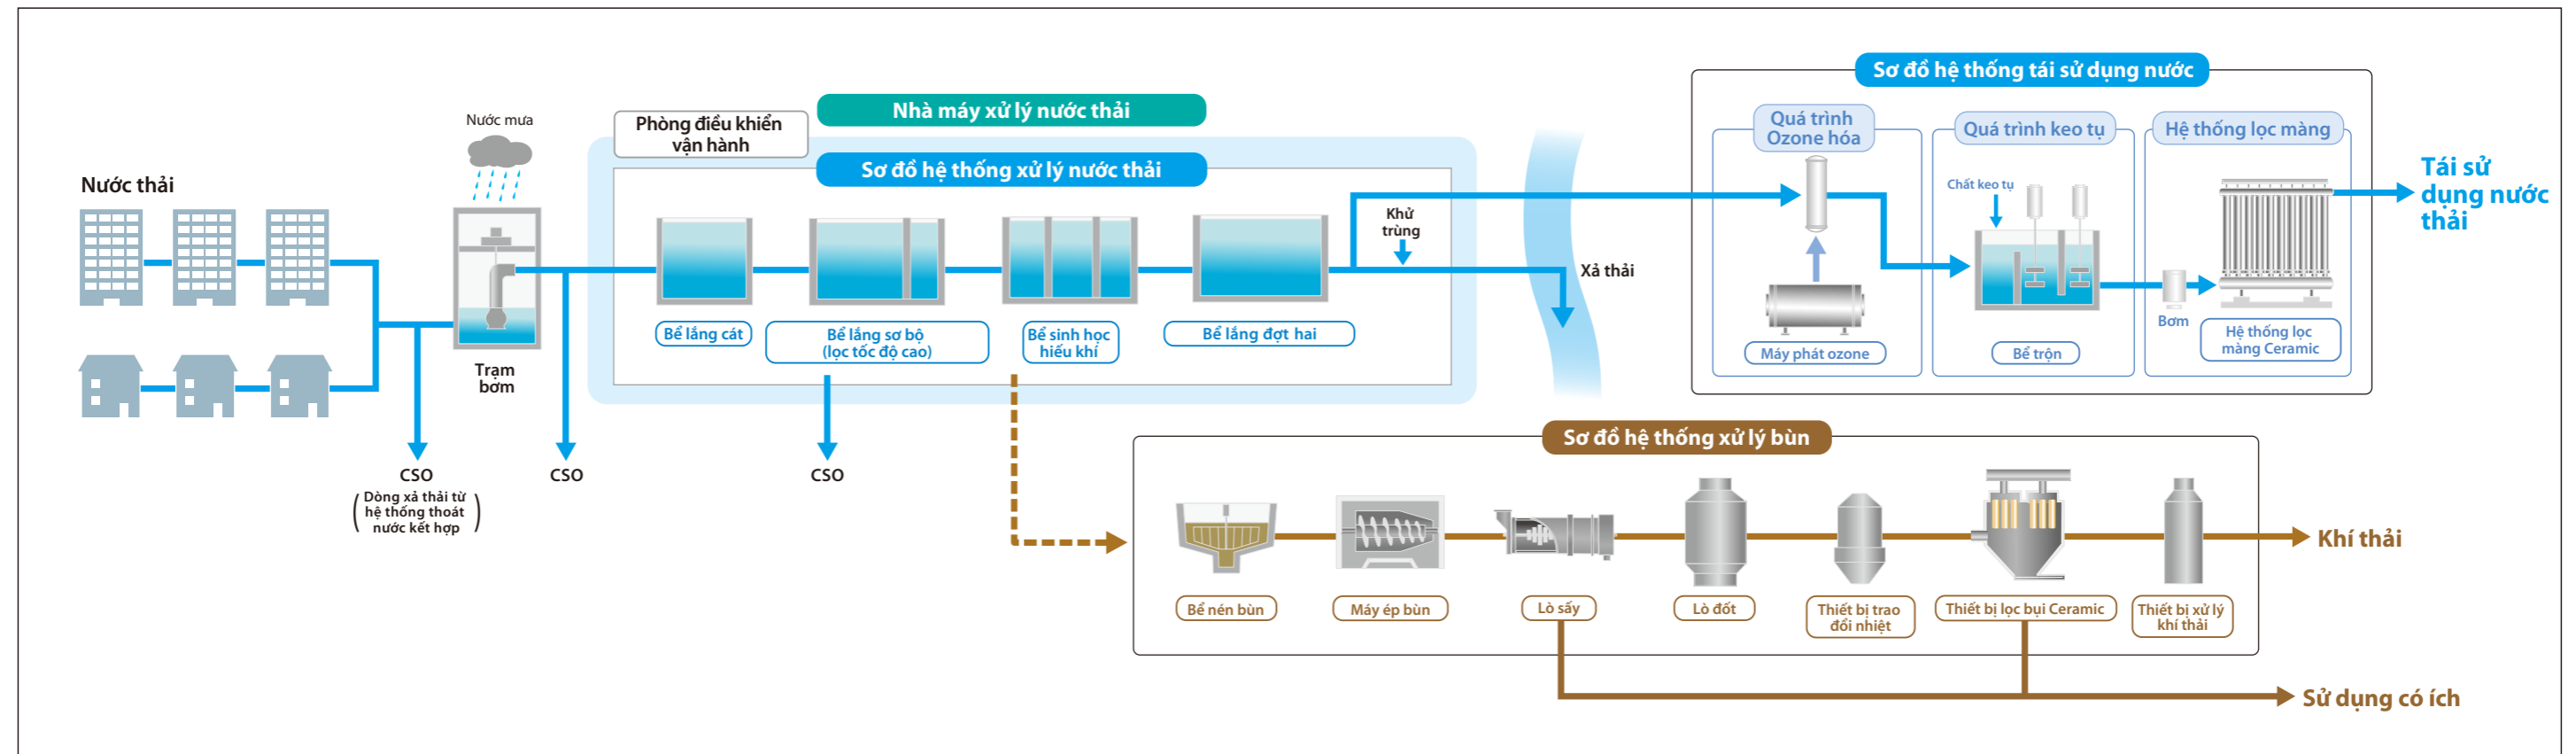 Nước thải
Nước mưa
Trạm
bơm
CSO
(Dòng xả thải từ
hệ thống thoát
nước kết hợp)
CSO
CSO
Nhà máy xử lý nước thải
Phòng điều khiển
vận hành
Sơ đồ hệ thống xử lý nước thải
Bể lắng cát
Bể lắng sơ bộ
(lọc tốc độ cao)
Bể sinh học
hiếu khí
Bể lắng đợt hai
Khử
trùng
Xả thải
Sơ đồ hệ thống tái sử dụng nước
Quá trình
Ozone hóa
Máy phát ozone
Quá trình keo tụ
Chất keo tụ
Bể trộn
Bơm
Hệ thống lọc màng
Hệ thống lọc
màng Ceramic
Tái sử
dụng nước
thải
Sơ đồ hệ thống xử lý bùn
Bể nén bùn
Máy ép bùn
Lò sấy
Lò đốt
Thiết bị trao
đổi nhiệt
Thiết bị lọc bụi Ceramic
Thiết bị xử lý
khí thải
Khí thải
Sử dụng có ích